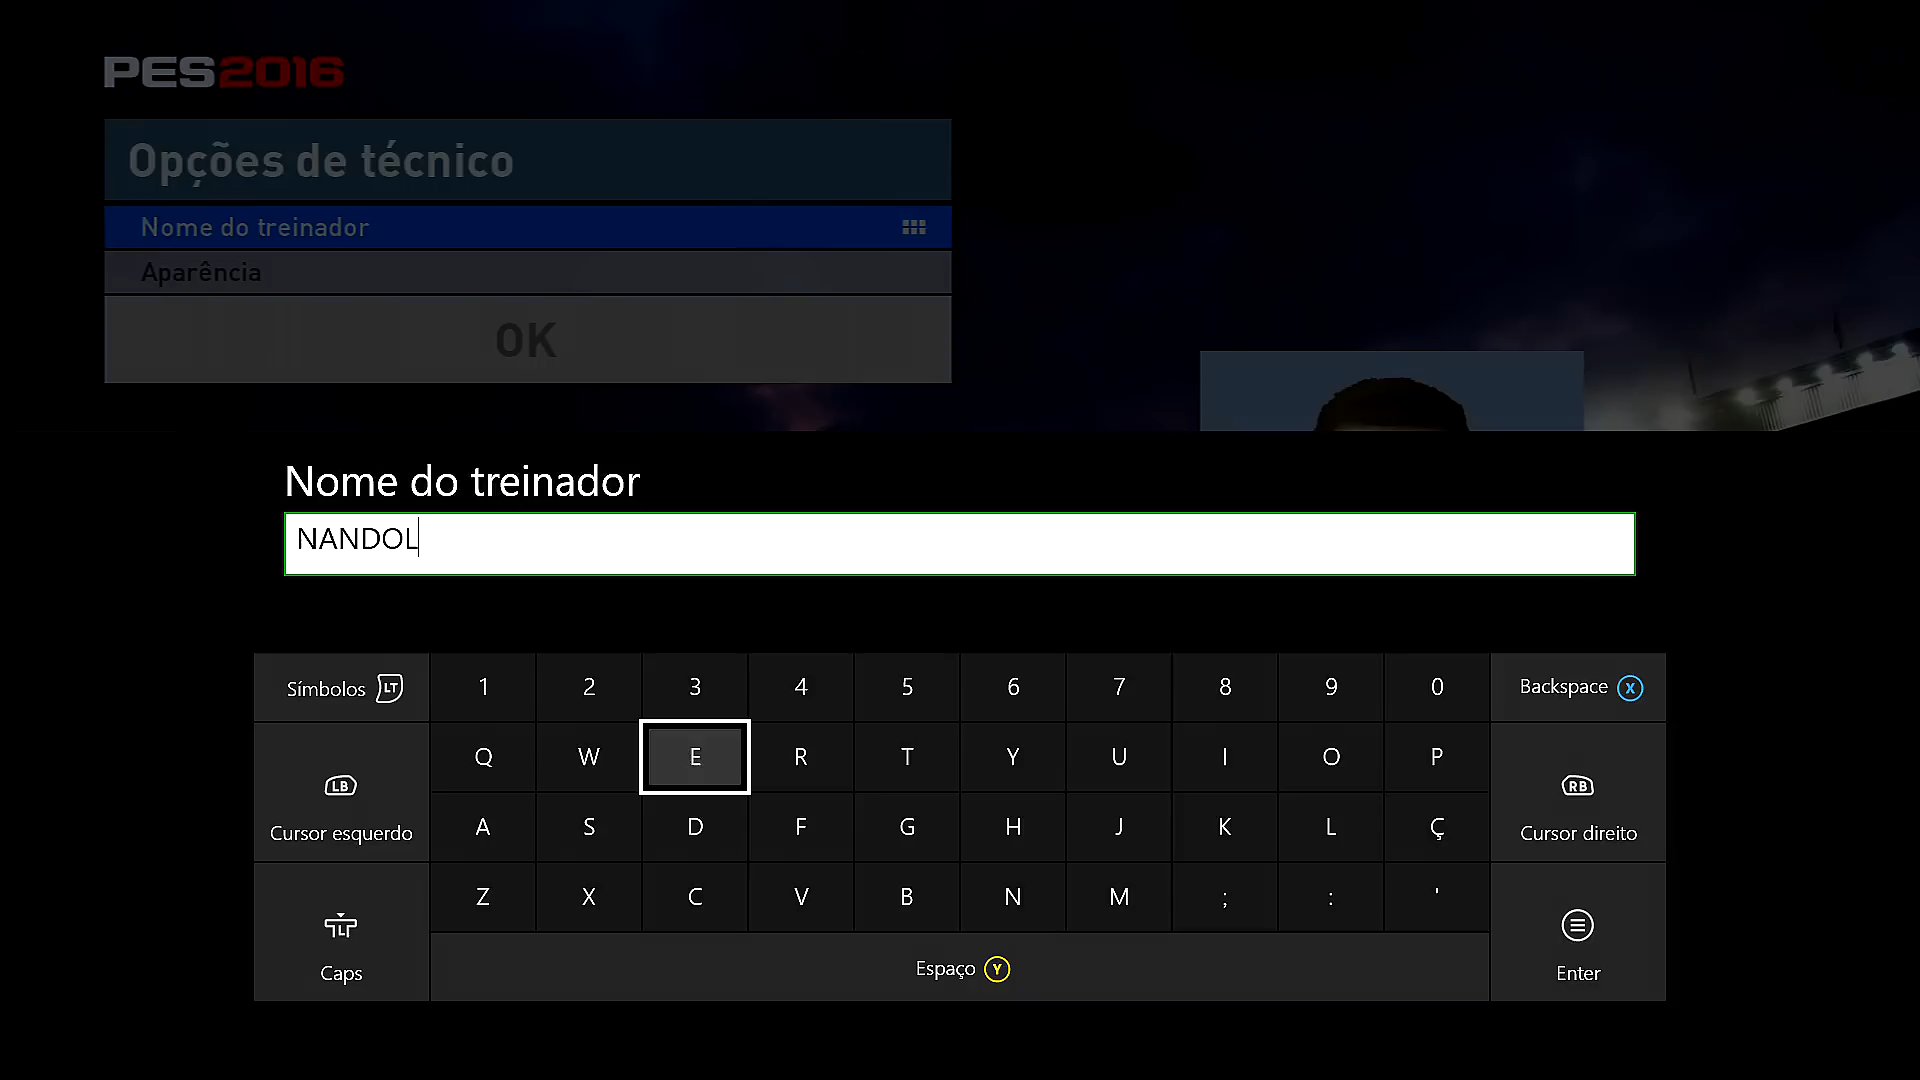 PES2016
Opções de técnico
Nome do treinador
Aparência
OK
Nome do treinador
NANDOL
Símbolos LT 1 2 3 4 5 6 7 8 9 0 Backspace X
Q W E R T Y U I O P
LB Cursor esquerdo A S D F G H J K L Ç RB Cursor direito
Z X C V B N M ; : '
Caps Espaço Y Enter